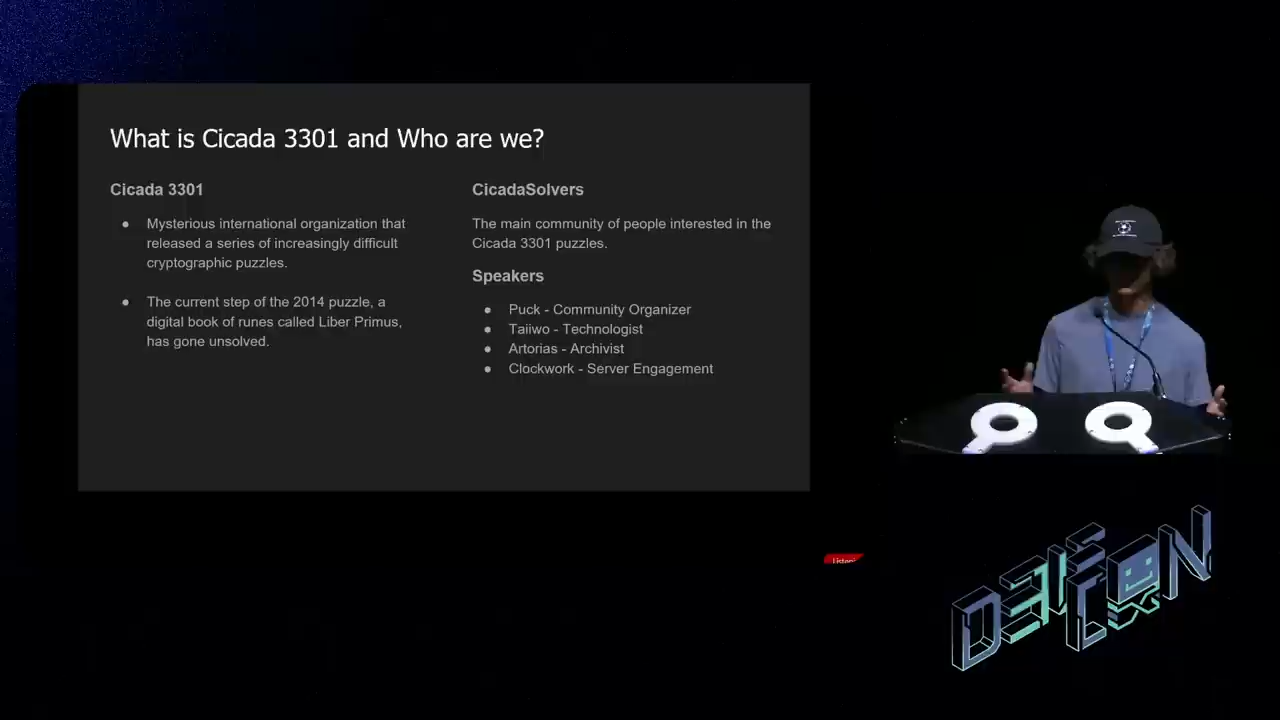 What is Cicada 3301 and Who are we?
Cicada 3301
● Mysterious international organization that
released a series of increasingly difficult
cryptographic puzzles.
● The current step of the 2014 puzzle, a
digital book of runes called Liber Primus,
has gone unsolved.
CicadaSolvers
The main community of people interested in the
Cicada 3301 puzzles.
Speakers
● Puck - Community Organizer
● Taiiwo - Technologist
● Artorias - Archivist
● Clockwork - Server Engagement
DEF
CON